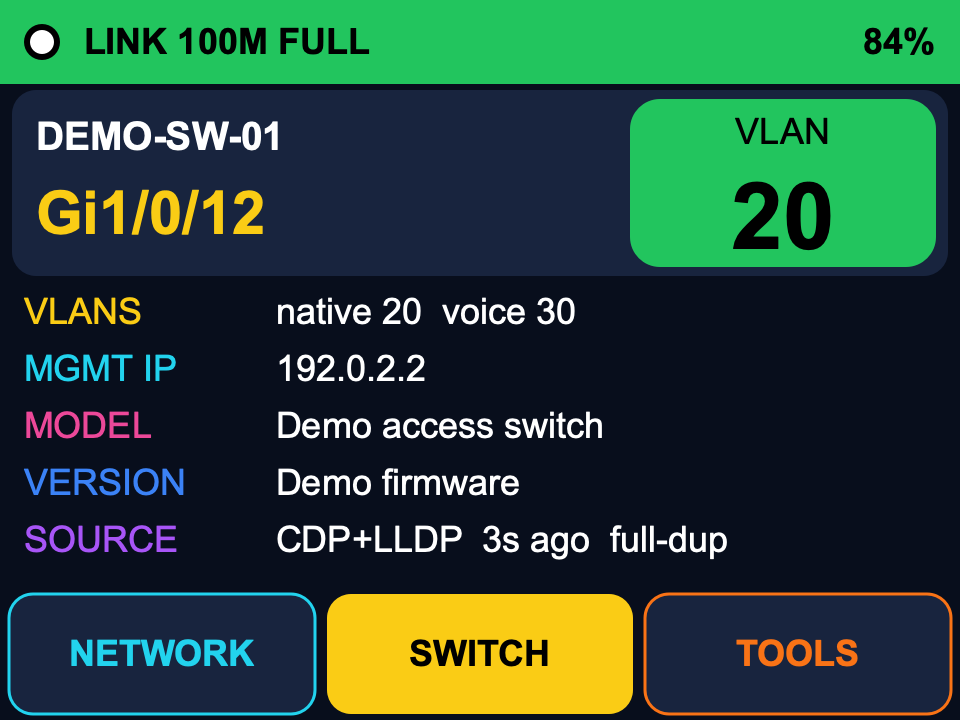 LINK 100M FULL 84%
DEMO-SW-01
Gi1/0/12
VLAN
20
VLANS native 20 voice 30
MGMT IP 192.0.2.2
MODEL Demo access switch
VERSION Demo firmware
SOURCE CDP+LLDP 3s ago full-dup
NETWORK SWITCH TOOLS